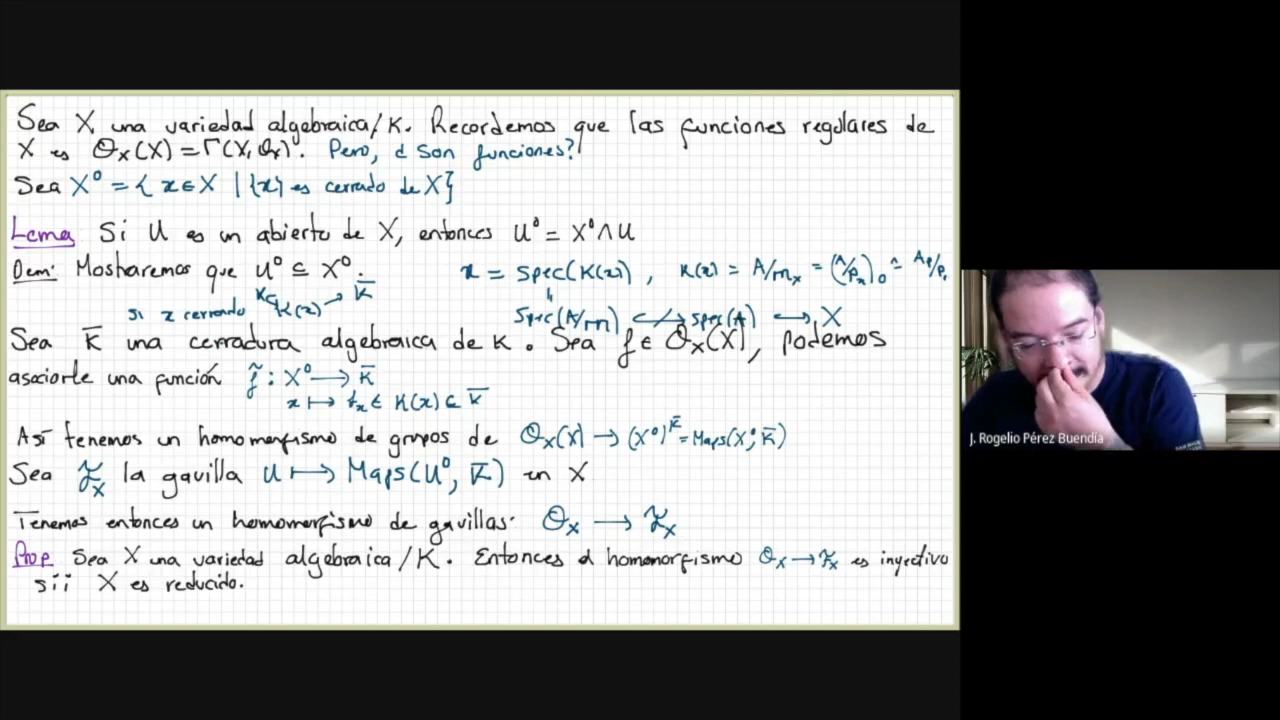 Sea X una variedad algebraica/K. Recordemos que las funciones regulares de
X es O_X(X) = Γ(X, O_X). Pero, ¿ son funciones?
Sea X⁰ = { x ∈ X | {x} es cerrado de X}
Lema Si U es un abierto de X, entonces U⁰ = X⁰ ∩ U
Dem: Mostraremos que U⁰ ⊆ X⁰. x = Spec(K(x)), K(x) = A/m_x = (A/p_x)_0 =
si x cerrado K ⊂ K(x) → K̄ Spec(A/m) ↪ Spec(A) ↪ X
Sea K̄ una cerradura algebraica de K. Sea f ∈ O_X(X), podemos
asociarle una función f̃ : X⁰ → K̄
x ↦ f_x ∈ K(x) ⊆ K̄
Así tenemos un homomorfismo de grupos de O_X(X) → (X⁰)^K̄ = Maps(X⁰, K̄)
Sea F_X la gavilla U ↦ Maps(U⁰, K̄) en X
Tenemos entonces un homomorfismo de gavillas: O_X → F_X
Prop Sea X una variedad algebraica/K. Entonces el homomorfismo O_X → F_X es inyectivo
sii X es reducido.
J. Rogelio Pérez Buendía